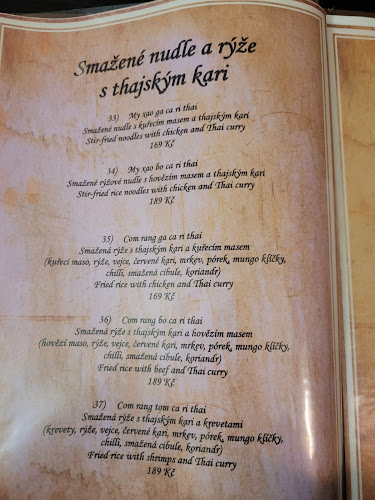 Smažené nudle a rýže
s thajským kari
33) My xao ga ca ri thai
Smažené nudle s kuřecím masem a thajským kari
Stir-fried noodles with chicken and Thai curry
169 Kč
34) My xao bo ca ri thai
Smažené rýžové nudle s hovězím masem a thajským kari
Stir-fried rice noodles with chicken and Thai curry
189 Kč
35) Com rang ga ca ri thai
Smažená rýže s thajským kari a kuřecím masem
(kuřecí maso, rýže, vejce, červené kari, mrkev, pórek, mungo klíčky,
chilli, smažená cibule, koriandr)
Fried rice with chicken and Thai curry
169 Kč
36) Com rang bo ca ri thai
Smažená rýže s thajským kari a hovězím masem
(hovězí maso, rýže, vejce, červené kari, mrkev, pórek, mungo klíčky,
chilli, smažená cibule, koriandr)
Fried rice with beef and Thai curry
189 Kč
37) Com rang tom ca ri thai
Smažená rýže s thajským kari a krevetami
(krevety, rýže, vejce, červené kari, mrkev, pórek, mungo klíčky,
chilli, smažená cibule, koriandr)
Fried rice with shrimps and Thai curry
189 Kč